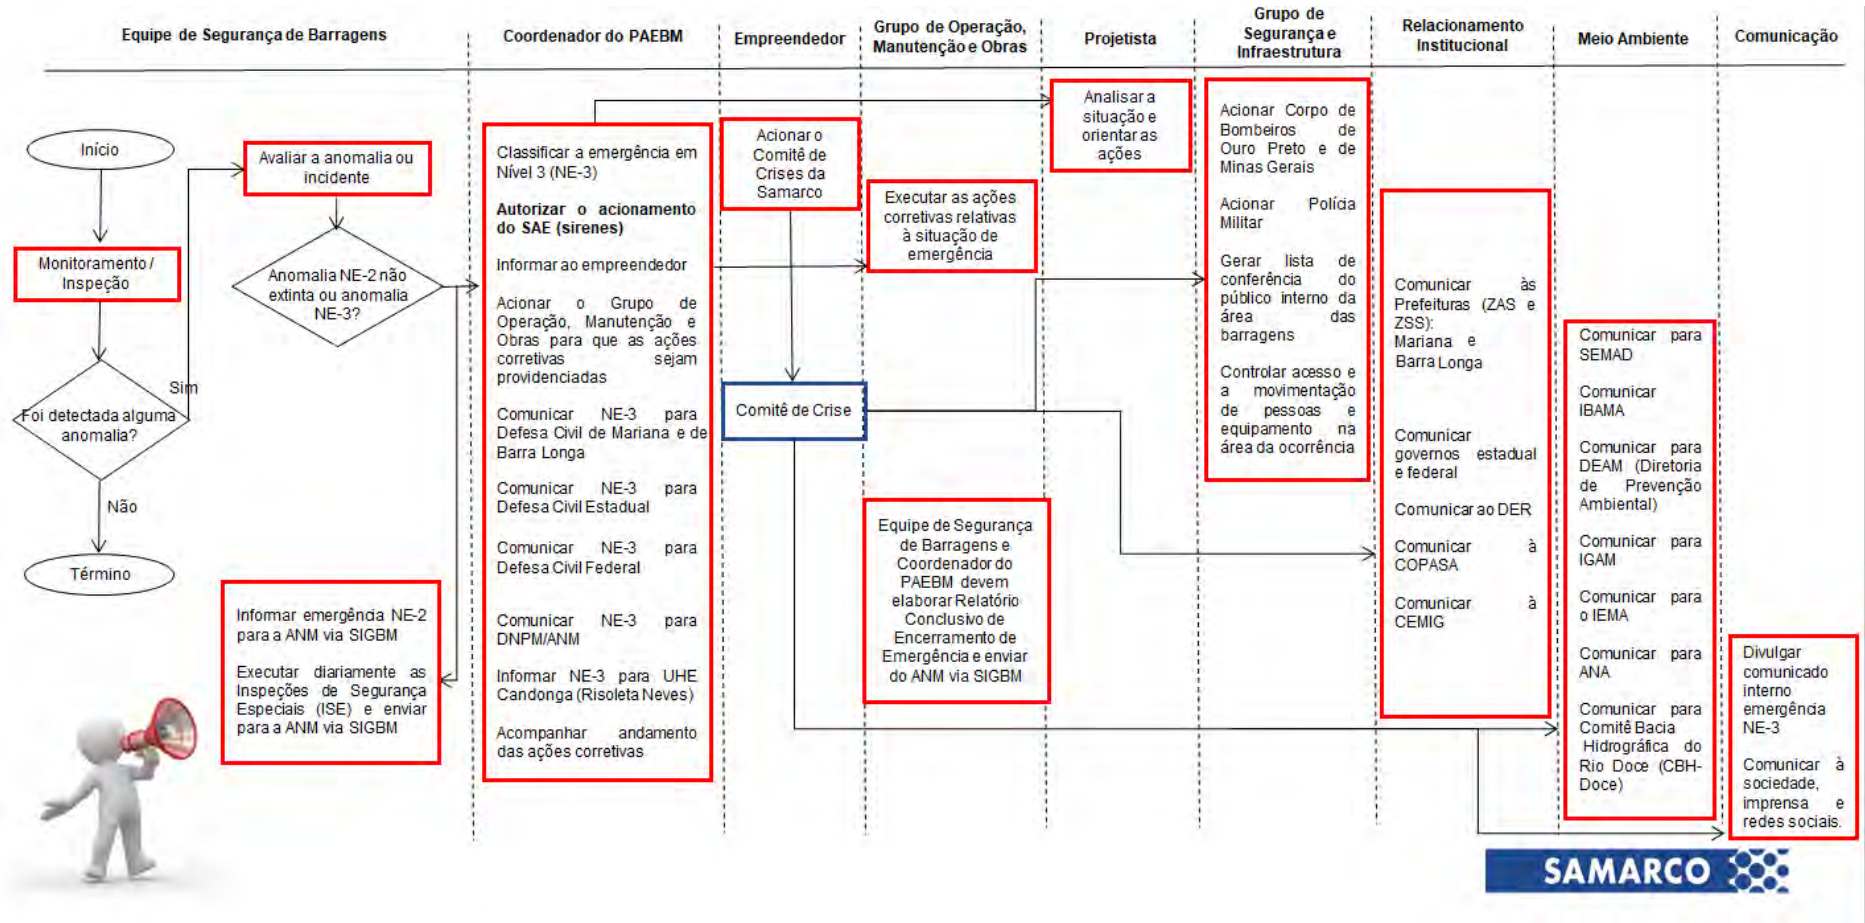 Equipe de Segurança de Barragens
Coordenador do PAEBM
Empreendedor
Grupo de Operação,
Manutenção e Obras
Projetista
Grupo de
Segurança e
Infraestrutura
Relacionamento
Institucional
Meio Ambiente
Comunicação
Início
Monitoramento /
Inspeção
Foi detectada alguma
anomalia?
Sim
Não
Término
Avaliar a anomalia ou
incidente
Anomalia NE-2 não
extinta ou anomalia
NE-3?
Informar emergência NE-2
para a ANM via SIGBM
Executar diariamente as
Inspeções de Segurança
Especiais (ISE) e enviar
para a ANM via SIGBM
Classificar a emergência em
Nível 3 (NE-3)
Autorizar o acionamento
do SAE (sirenes)
Informar ao empreendedor
Acionar o Grupo de
Operação, Manutenção e
Obras para que as ações
corretivas sejam
providenciadas
Comunicar NE-3 para
Defesa Civil de Mariana e de
Barra Longa
Comunicar NE-3 para
Defesa Civil Estadual
Comunicar NE-3 para
Defesa Civil Federal
Comunicar NE-3 para
DNPM/ANM
Informar NE-3 para UHE
Candonga (Risoleta Neves)
Acompanhar andamento
das ações corretivas
Acionar o
Comitê de
Crises da
Samarco
Comitê de Crise
Executar as ações
corretivas relativas
à situação de
emergência
Equipe de Segurança
de Barragens e
Coordenador do
PAEBM devem
elaborar Relatório
Conclusivo de
Encerramento de
Emergência e enviar
do ANM via SIGBM
Analisar a
situação e
orientar as
ações
Acionar Corpo de
Bombeiros de
Ouro Preto e de
Minas Gerais
Acionar Polícia
Militar
Gerar lista de
conferência do
público interno da
área das
barragens
Controlar acesso e
a movimentação
de pessoas e
equipamento na
área da ocorrência
Comunicar às
Prefeituras (ZAS e
ZSS):
Mariana e
Barra Longa
Comunicar
governos estadual
e federal
Comunicar ao DER
Comunicar à
COPASA
Comunicar à
CEMIG
Comunicar para
SEMAD
Comunicar
IBAMA
Comunicar para
DEAM (Diretoria
de Prevenção
Ambiental)
Comunicar para
IGAM
Comunicar para
o IEMA
Comunicar para
ANA
Comunicar para
Comitê Bacia
Hidrográfica do
Rio Doce (CBH-
Doce)
Divulgar
comunicado
interno
emergência
NE-3
Comunicar à
sociedade,
imprensa e
redes sociais.
SAMARCO